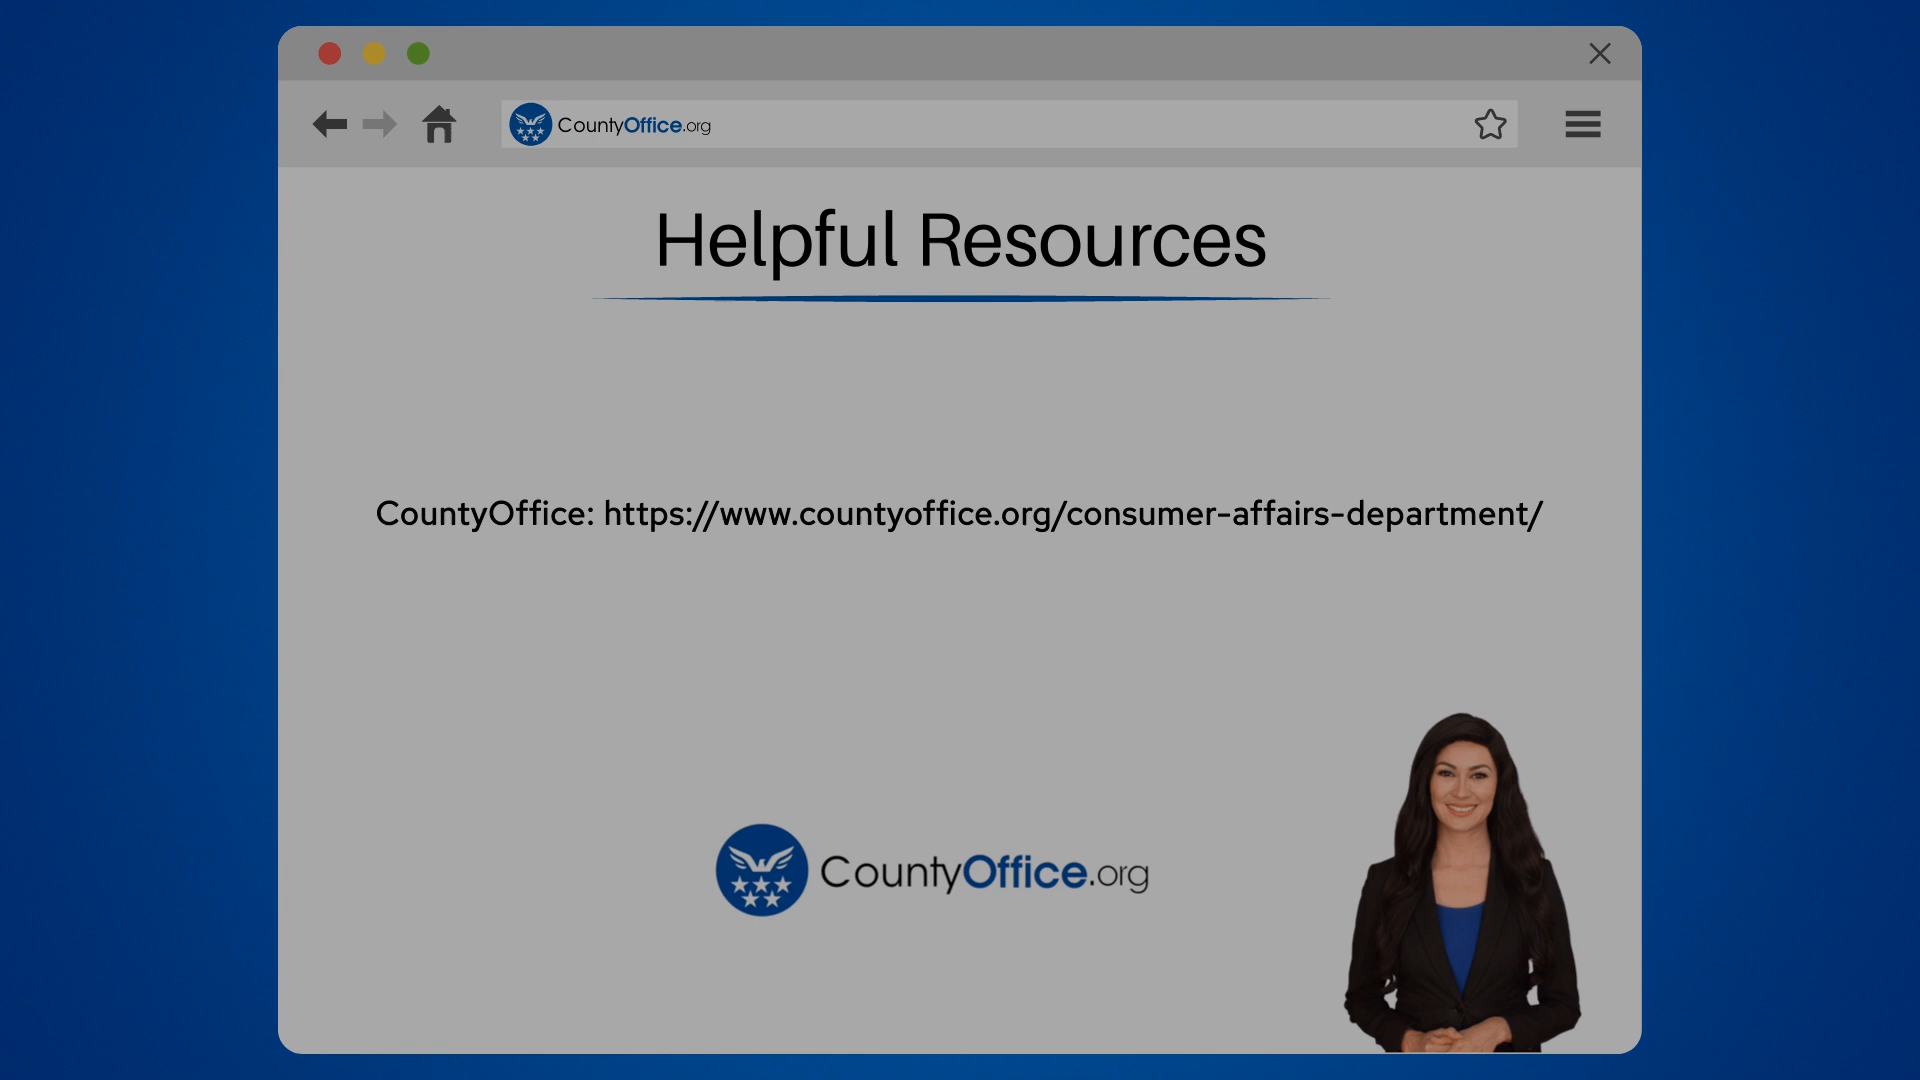 CountyOffice.org
Helpful Resources
CountyOffice: https://www.countyoffice.org/consumer-affairs-department/
CountyOffice.org